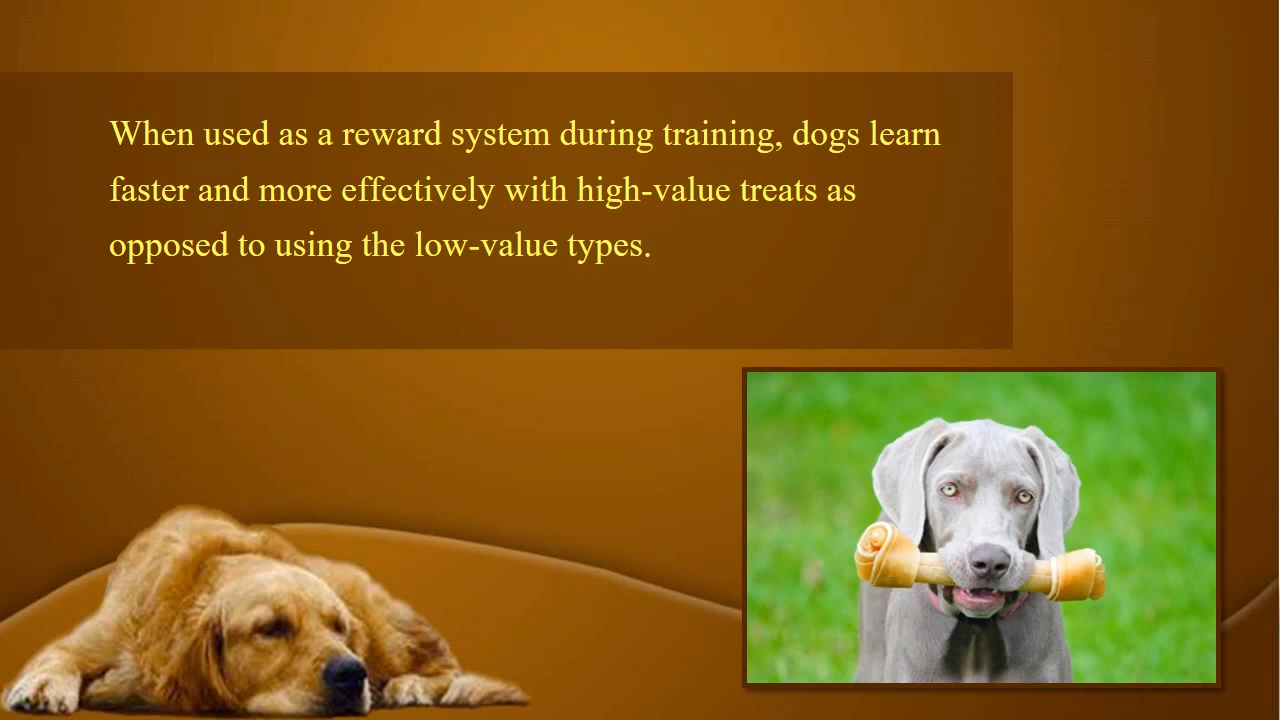 When used as a reward system during training, dogs learn
faster and more effectively with high-value treats as
opposed to using the low-value types.